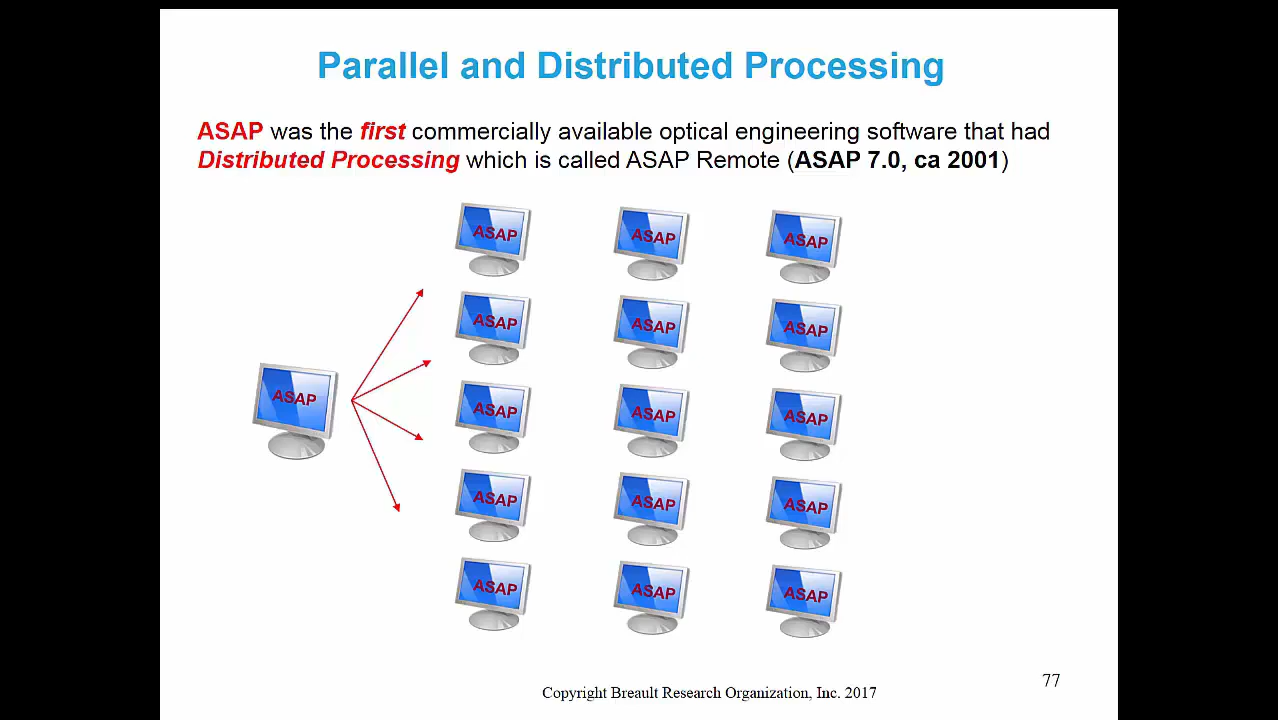 Parallel and Distributed Processing
ASAP was the first commercially available optical engineering software that had
Distributed Processing which is called ASAP Remote (ASAP 7.0, ca 2001)
ASAP ASAP ASAP
ASAP ASAP ASAP
ASAP
ASAP ASAP ASAP
ASAP ASAP ASAP
ASAP ASAP ASAP
77
Copyright Breault Research Organization, Inc. 2017